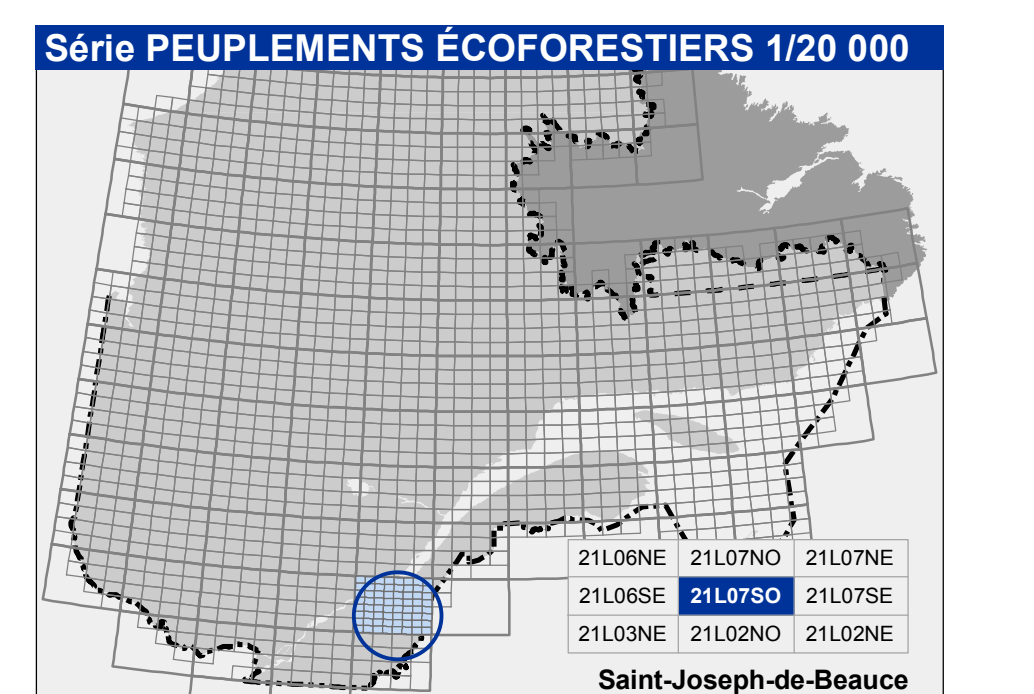 Série PEUPLEMENTS ÉCOFORESTIERS 1/20 000
21L06NE 21L07NO 21L07NE
21L06SE 21L07SO 21L07SE
21L03NE 21L02NO 21L02NE
Saint-Joseph-de-Beauce